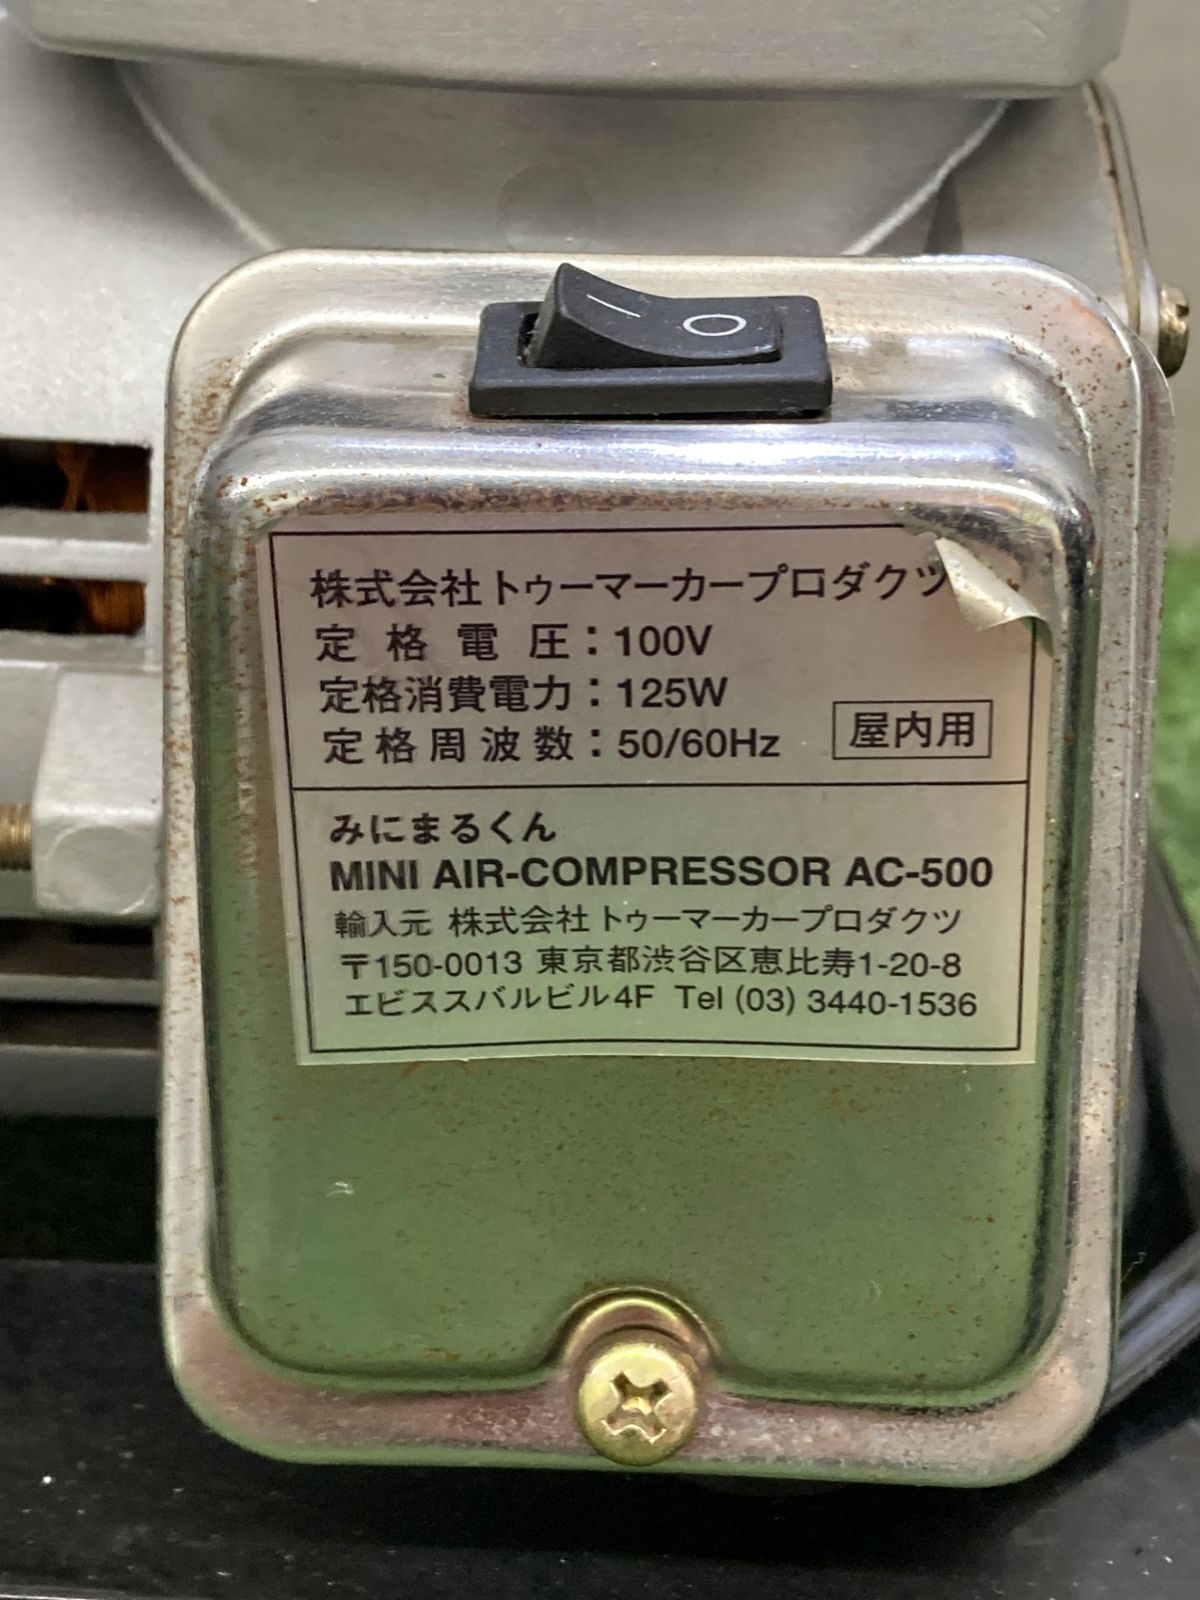 株式会社トゥーマーカープロダクツ
定格電圧：100V
定格消費電力：125W
定格周波数：50/60Hz
屋内用
みにまるくん
MINI AIR-COMPRESSOR AC-500
輸入元 株式会社トゥーマーカープロダクツ
〒150-0013 東京都渋谷区恵比寿1-20-8
エビススバルビル4F Tel (03) 3440-1536